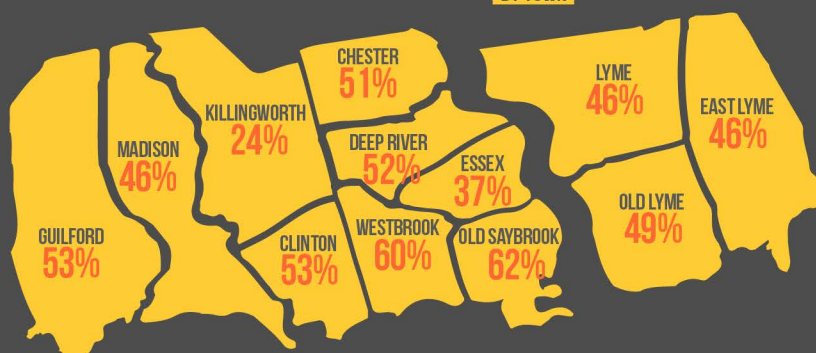 CHESTER
51%
LYME
46%
KILLINGWORTH
24%
EAST LYME
46%
MADISON
46%
DEEP RIVER
52%
ESSEX
37%
OLD LYME
49%
GUILFORD
53%
CLINTON
53%
WESTBROOK
60%
OLD SAYBROOK
62%